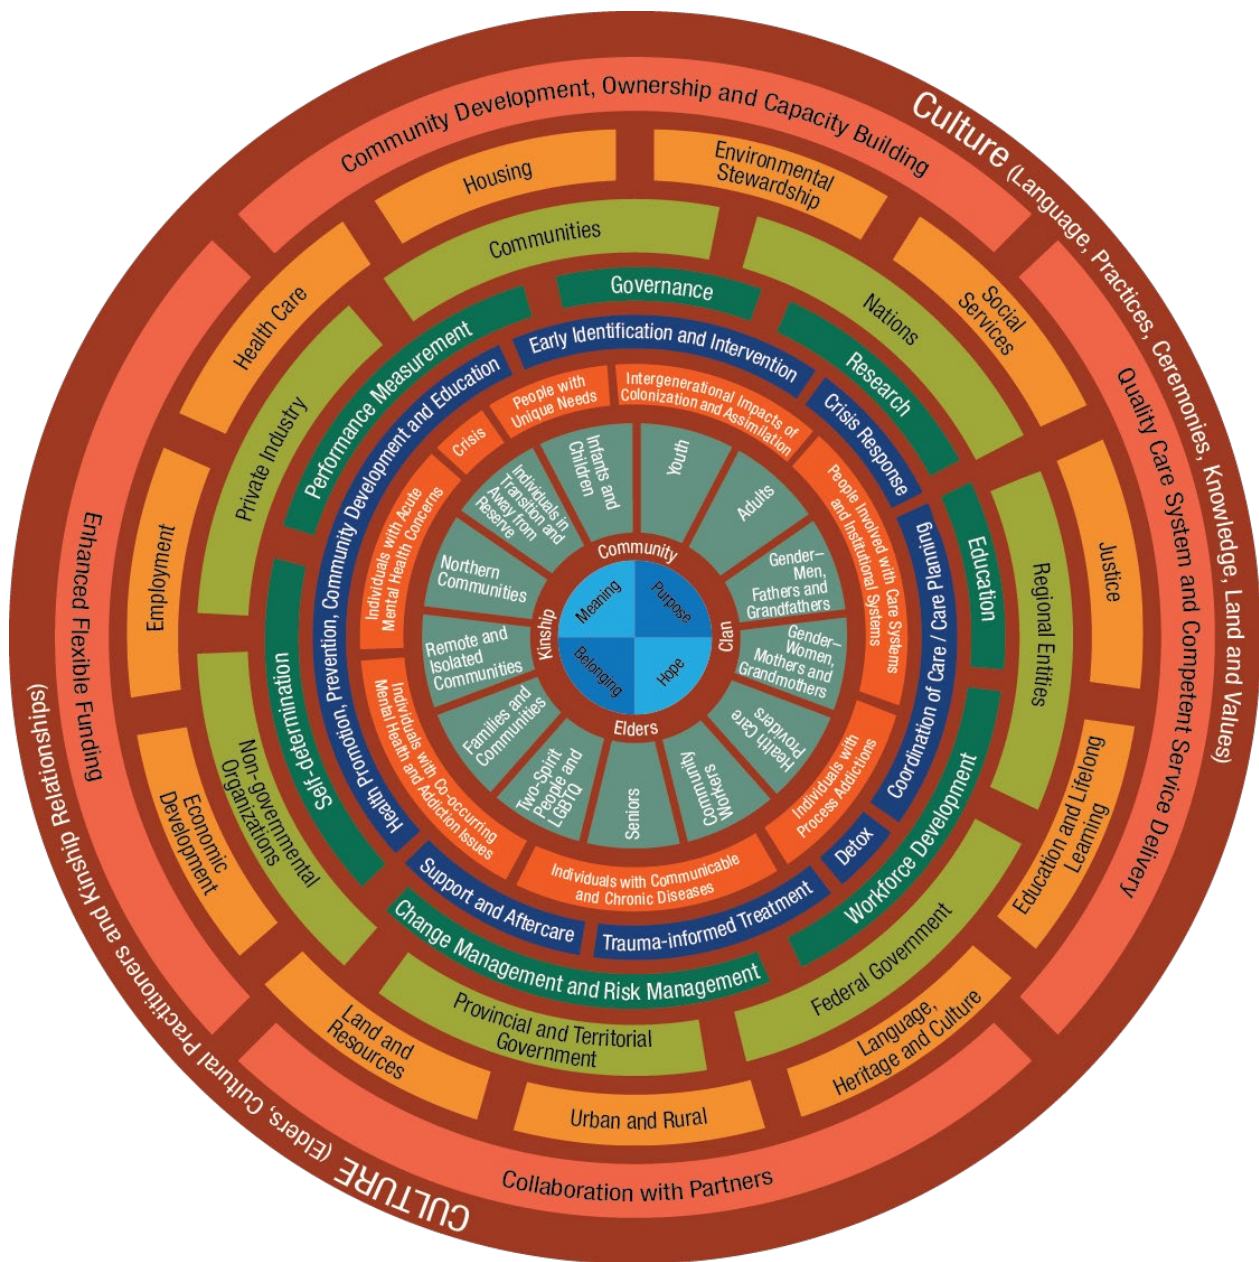 Culture (Language, Practices, Ceremonies, Knowledge, Land and Values)
CULTURE (Elders, Cultural Practitioners and Kinship Relationships)
Community Development, Ownership and Capacity Building
Quality Care System and Competent Service Delivery
Collaboration with Partners
Enhanced Flexible Funding
Housing
Environmental
Stewardship
Social
Services
Justice
Education and Lifelong
Learning
Language,
Heritage and Culture
Urban and Rural
Land and
Resources
Economic
Development
Employment
Health Care
Communities
Nations
Regional Entities
Federal Government
Provincial and Territorial
Government
Non-governmental
Organizations
Private Industry
Governance
Research
Education
Workforce Development
Change Management and Risk Management
Self-determination
Performance Measurement
Early Identification and Intervention
Crisis Response
Coordination of Care / Care Planning
Detox
Trauma-informed Treatment
Support and Aftercare
Health Promotion, Prevention, Community Development and Education
People with
Unique Needs
Intergenerational Impacts of
Colonization and Assimilation
People Involved with Care Systems
and Institutional Systems
Individuals with
Process Addictions
Individuals with Communicable
and Chronic Diseases
Individuals with Co-occurring
Mental Health and Addiction Issues
Individuals with Acute
Mental Health Concerns
Crisis
Infants and
Children
Youth
Adults
Gender–
Men,
Fathers and
Grandfathers
Gender–
Women,
Mothers and
Grandmothers
Health Care
Providers
Community
Workers
Seniors
Two-Spirit
People and
LGBTQ
Families and
Communities
Remote and
Isolated
Communities
Northern
Communities
Individuals in
Transition and
Away from
Reserve
Community
Clan
Elders
Kinship
Meaning
Purpose
Hope
Belonging